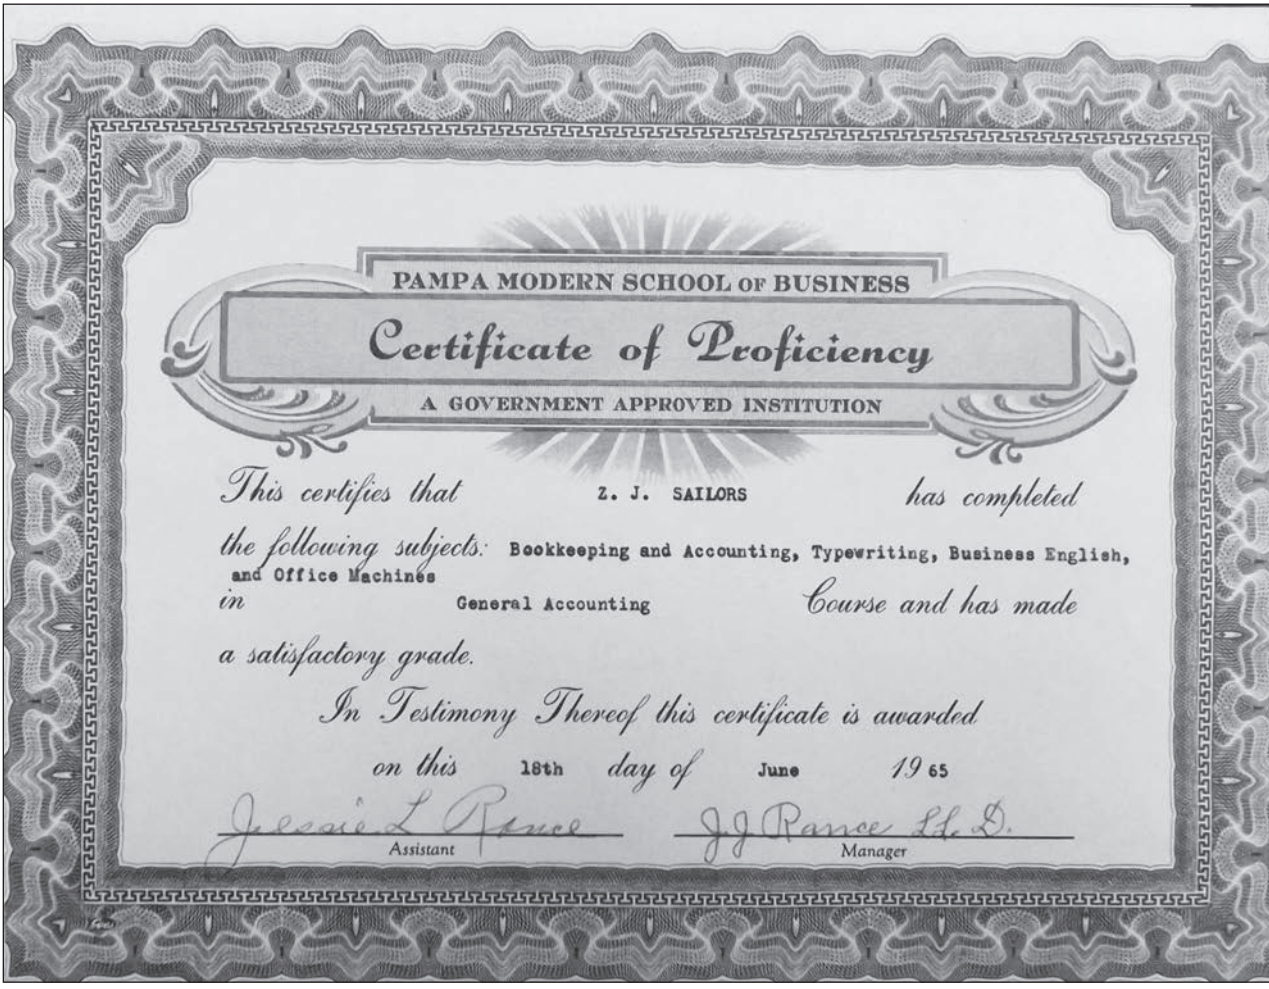 PAMPA MODERN SCHOOL OF BUSINESS
Certificate of Proficiency
A GOVERNMENT APPROVED INSTITUTION
This certifies that Z. J. SAILORS has completed
the following subjects: Bookkeeping and Accounting, Typewriting, Business English,
and Office Machines
in General Accounting Course and has made
a satisfactory grade.
In Testimony Thereof this certificate is awarded
on this 18th day of June 19 65
Jessie L Rance J J Rance LL. D.
Assistant Manager